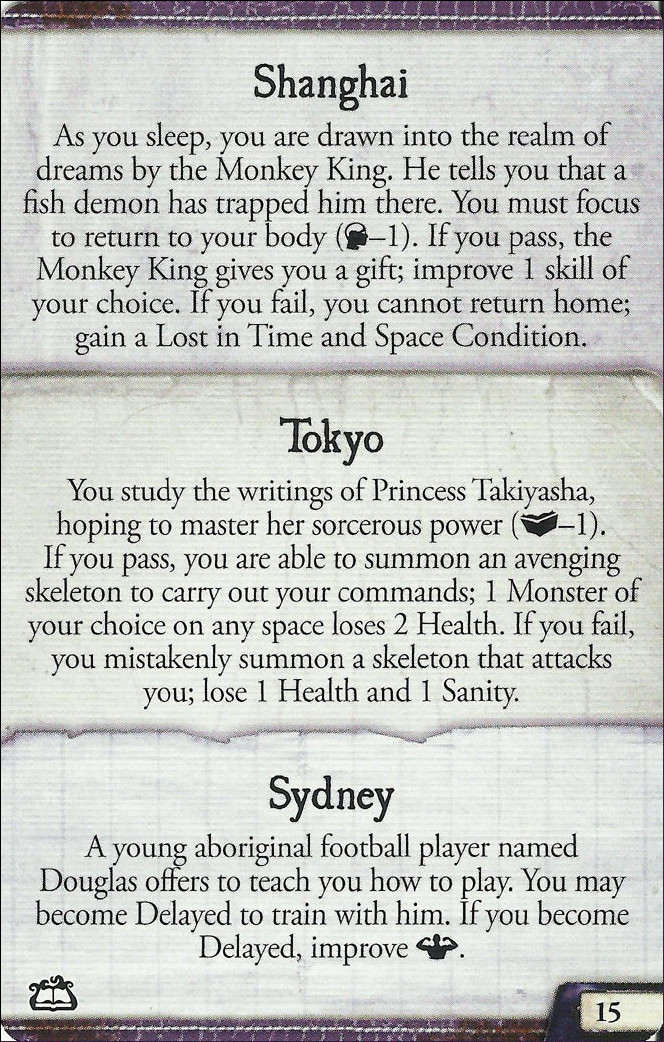 Shanghai
As you sleep, you are drawn into the realm of
dreams by the Monkey King. He tells you that a
fish demon has trapped him there. You must focus
to return to your body (–1). If you pass, the
Monkey King gives you a gift; improve 1 skill of
your choice. If you fail, you cannot return home;
gain a Lost in Time and Space Condition.
Tokyo
You study the writings of Princess Takiyasha,
hoping to master her sorcerous power (–1).
If you pass, you are able to summon an avenging
skeleton to carry out your commands; 1 Monster of
your choice on any space loses 2 Health. If you fail,
you mistakenly summon a skeleton that attacks
you; lose 1 Health and 1 Sanity.
Sydney
A young aboriginal football player named
Douglas offers to teach you how to play. You may
become Delayed to train with him. If you become
Delayed, improve .
15